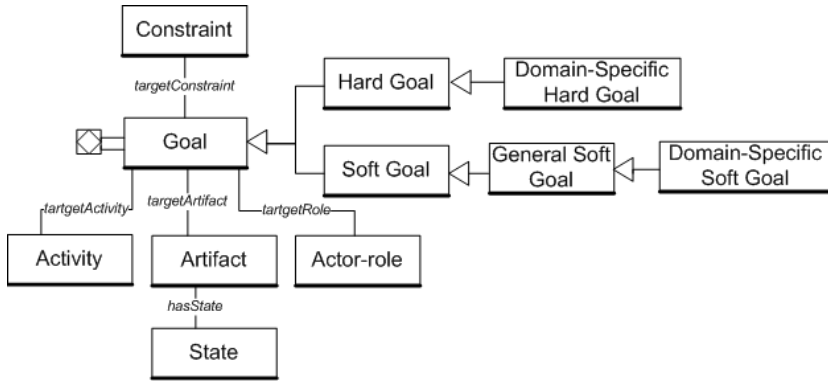 Constraint
targetConstraint
Hard Goal
Domain-Specific
Hard Goal
Goal
Soft Goal
General Soft
Goal
Domain-Specific
Soft Goal
tartgetActivity
targetArtifact
tartgetRole
Activity
Artifact
Actor-role
hasState
State